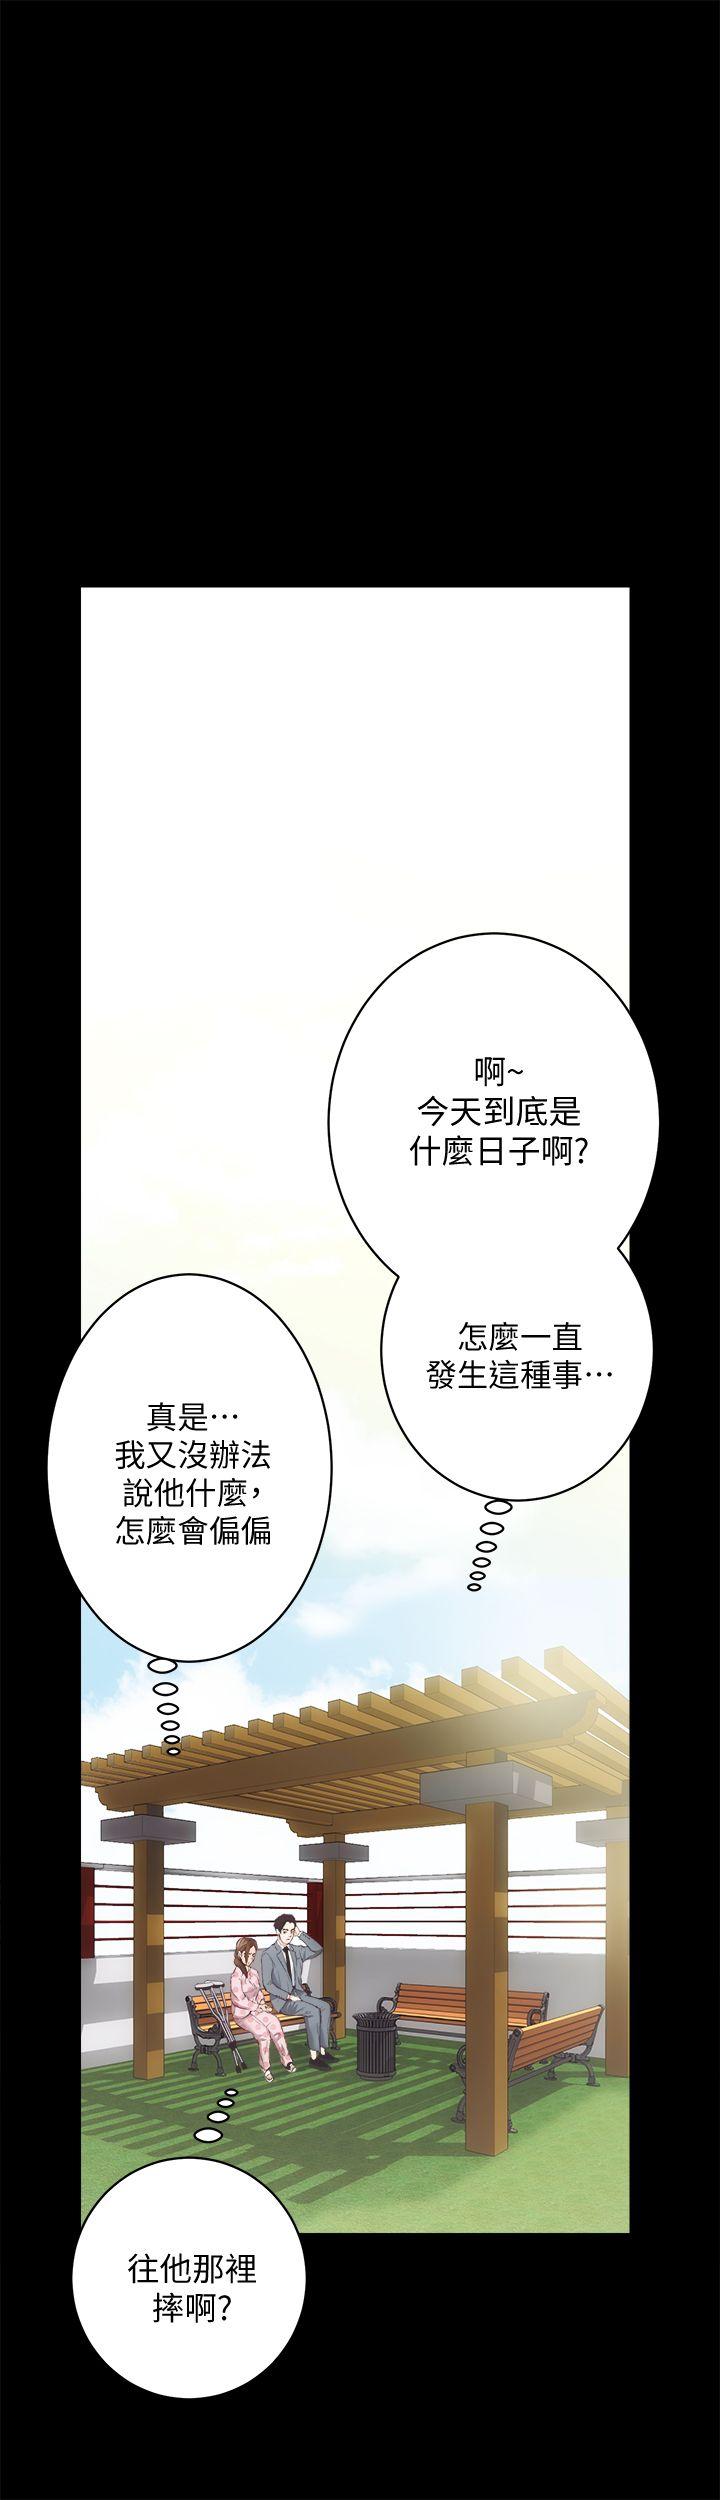 啊~
今天到底是
什麼日子啊?
怎麼一直
發生這種事…
真是…
我又沒辦法
說他什麼,
怎麼會偏偏
往他那裡
摔啊?